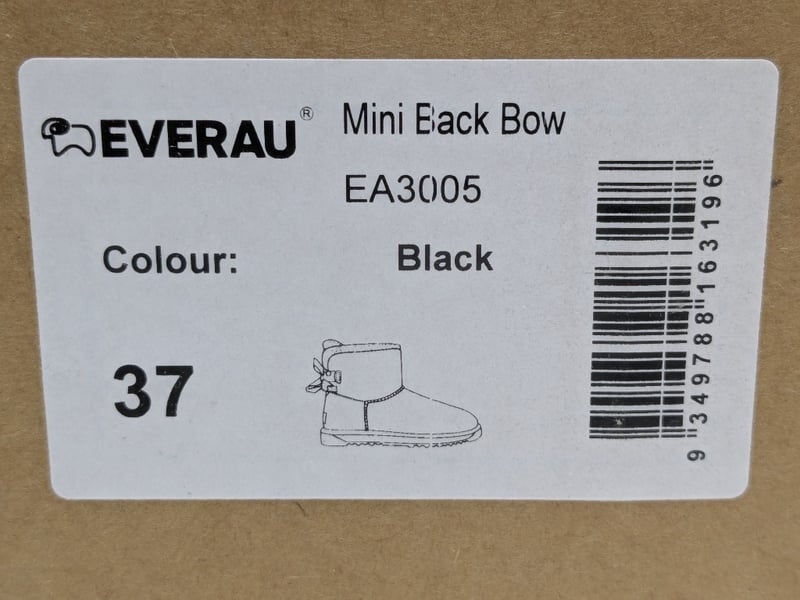 EVERAU®
Mini Back Bow
EA3005
Colour: Black
37
9 349788 163196